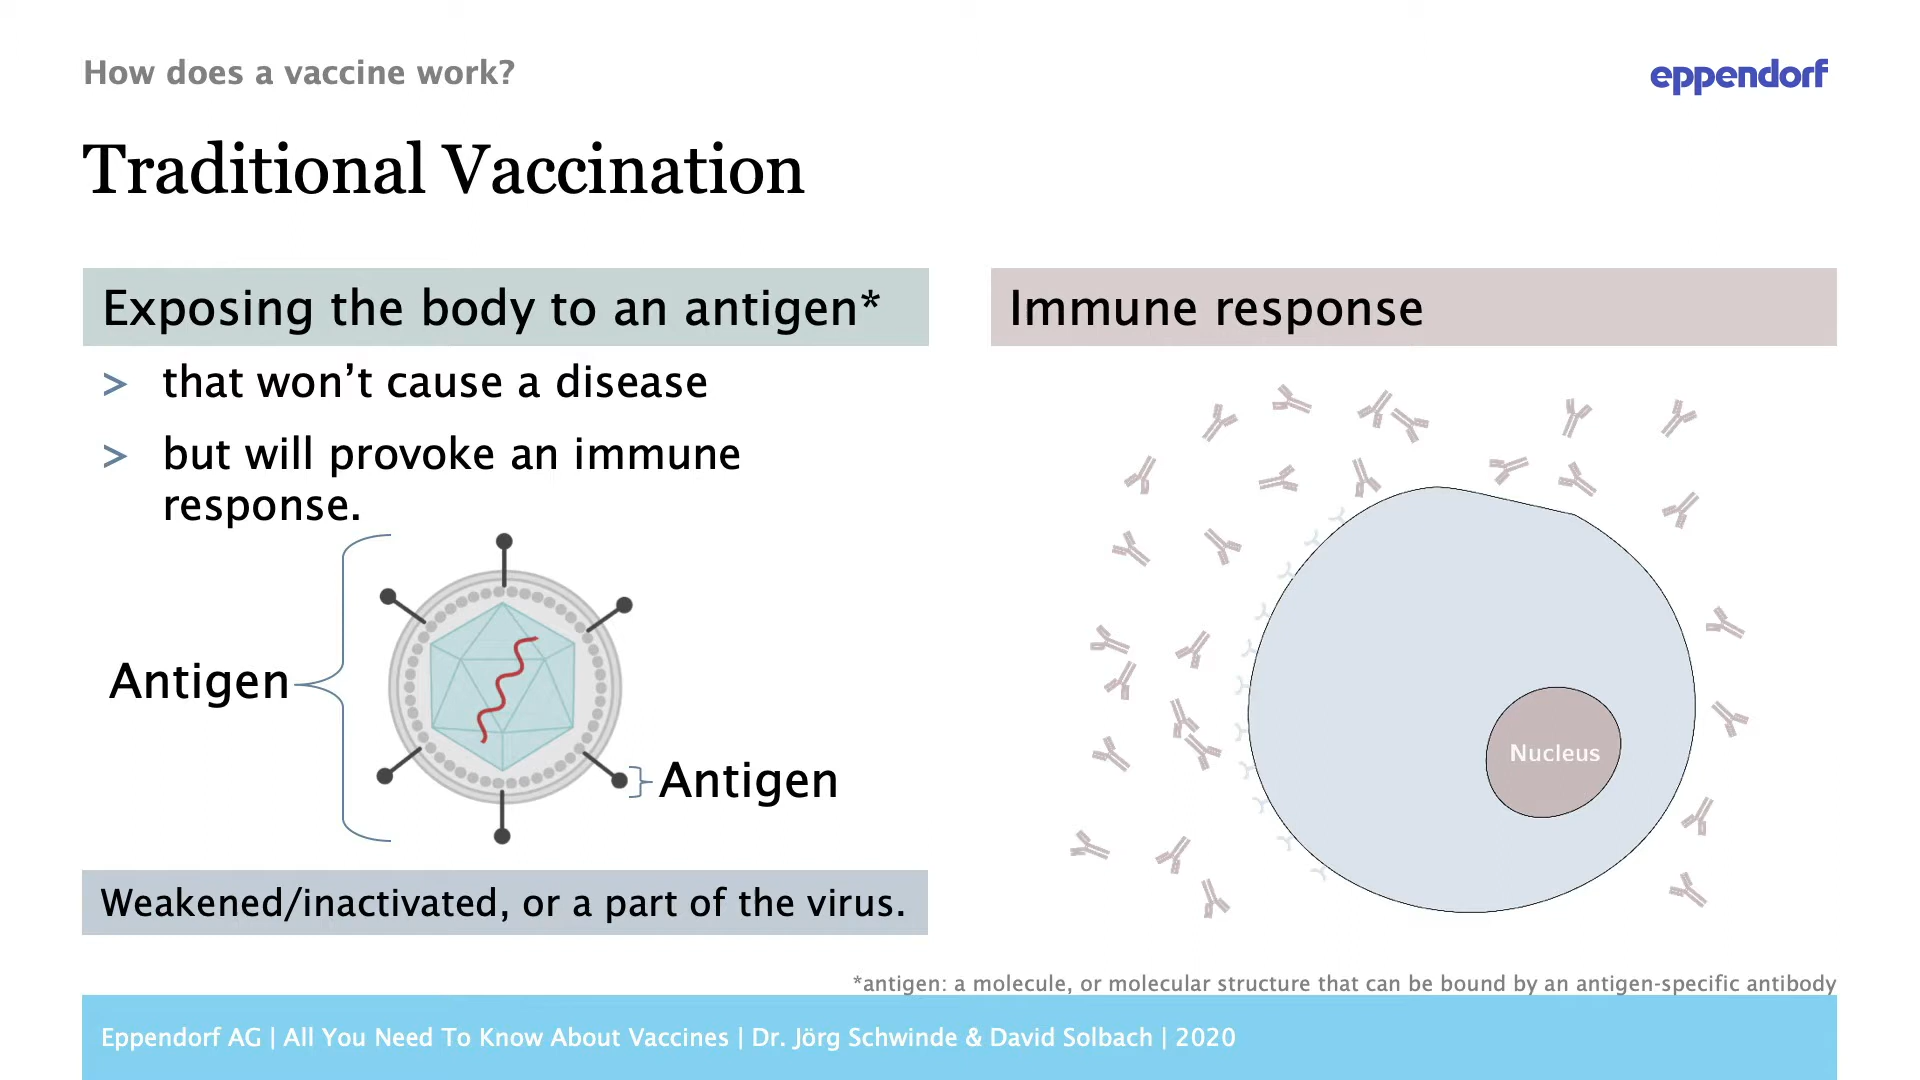 How does a vaccine work?
eppendorf
Traditional Vaccination
Exposing the body to an antigen*
> that won’t cause a disease
> but will provoke an immune
response.
Antigen
Antigen
Weakened/inactivated, or a part of the virus.
Immune response
Nucleus
*antigen: a molecule, or molecular structure that can be bound by an antigen-specific antibody
Eppendorf AG | All You Need To Know About Vaccines | Dr. Jörg Schwinde & David Solbach | 2020